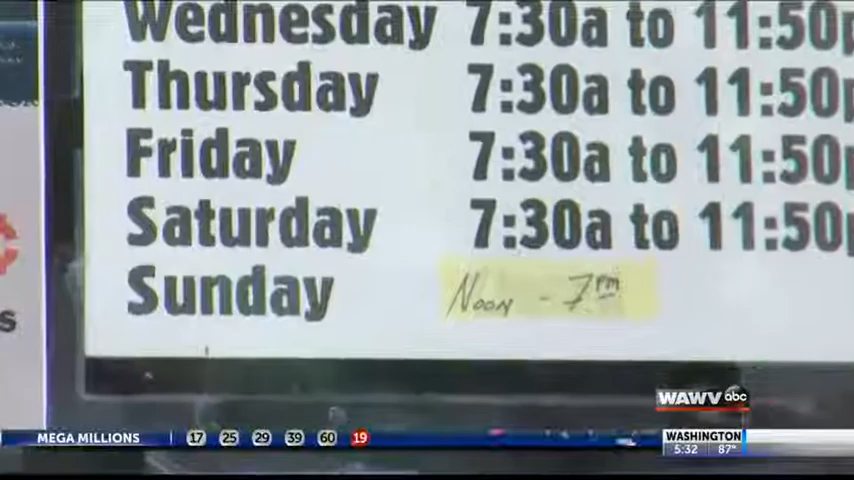 Wednesday 7:30a to 11:50p
Thursday 7:30a to 11:50p
Friday 7:30a to 11:50p
Saturday 7:30a to 11:50p
Sunday Noon - 7 PM
s
WAWV abc
MEGA MILLIONS 17 25 29 39 60 19
WASHINGTON
5:32 87°